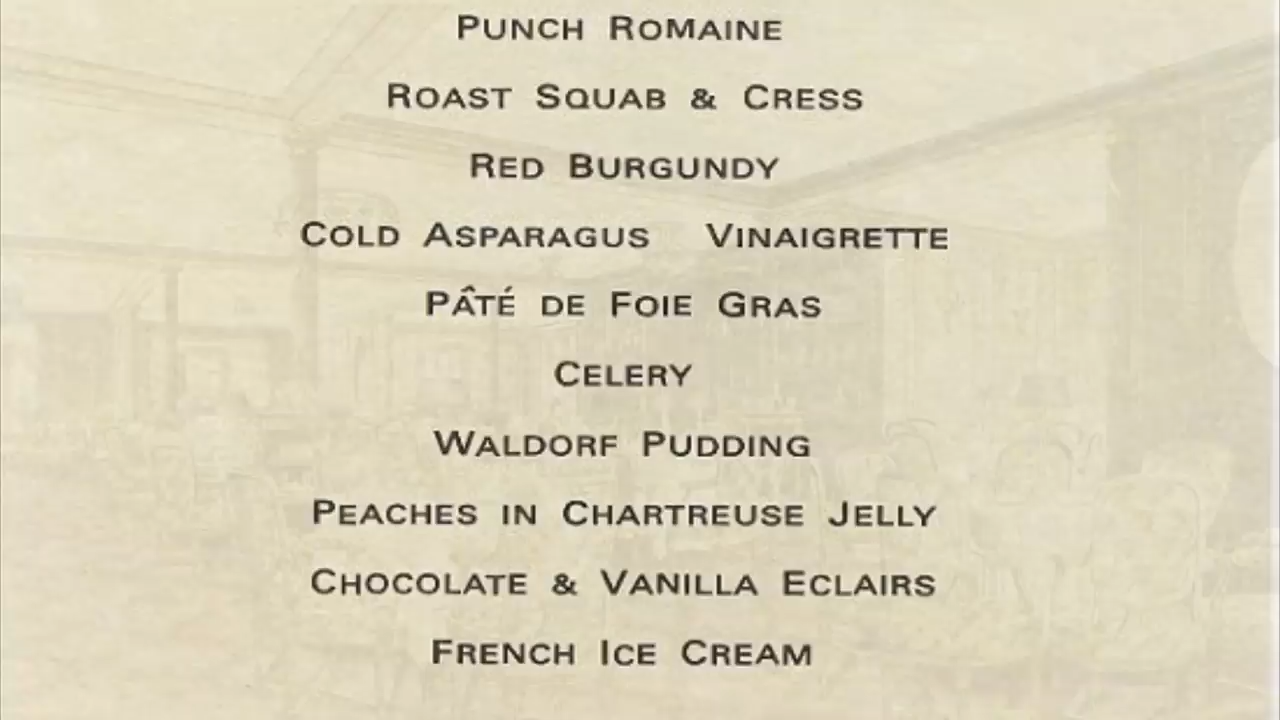 PUNCH ROMAINE
ROAST SQUAB & CRESS
RED BURGUNDY
COLD ASPARAGUS VINAIGRETTE
PÂTÉ DE FOIE GRAS
CELERY
WALDORF PUDDING
PEACHES IN CHARTREUSE JELLY
CHOCOLATE & VANILLA ECLAIRS
FRENCH ICE CREAM